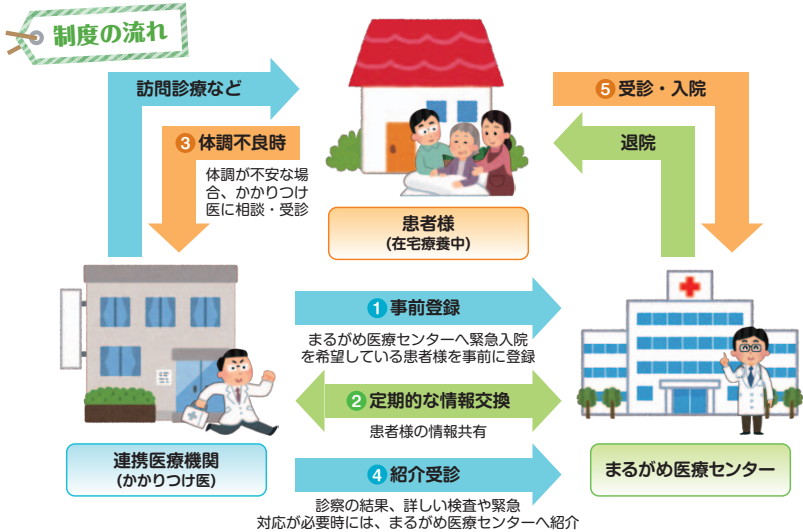 制度の流れ
訪問診療など
3 体調不良時
体調が不安な場
合、かかりつけ
医に相談・受診
患者様
(在宅療養中)
5 受診・入院
退院
1 事前登録
まるがめ医療センターへ緊急入院
を希望している患者様を事前に登録
2 定期的な情報交換
患者様の情報共有
連携医療機関
(かかりつけ医)
4 紹介受診
診察の結果、詳しい検査や緊急
対応が必要時には、まるがめ医療センターへ紹介
まるがめ医療センター